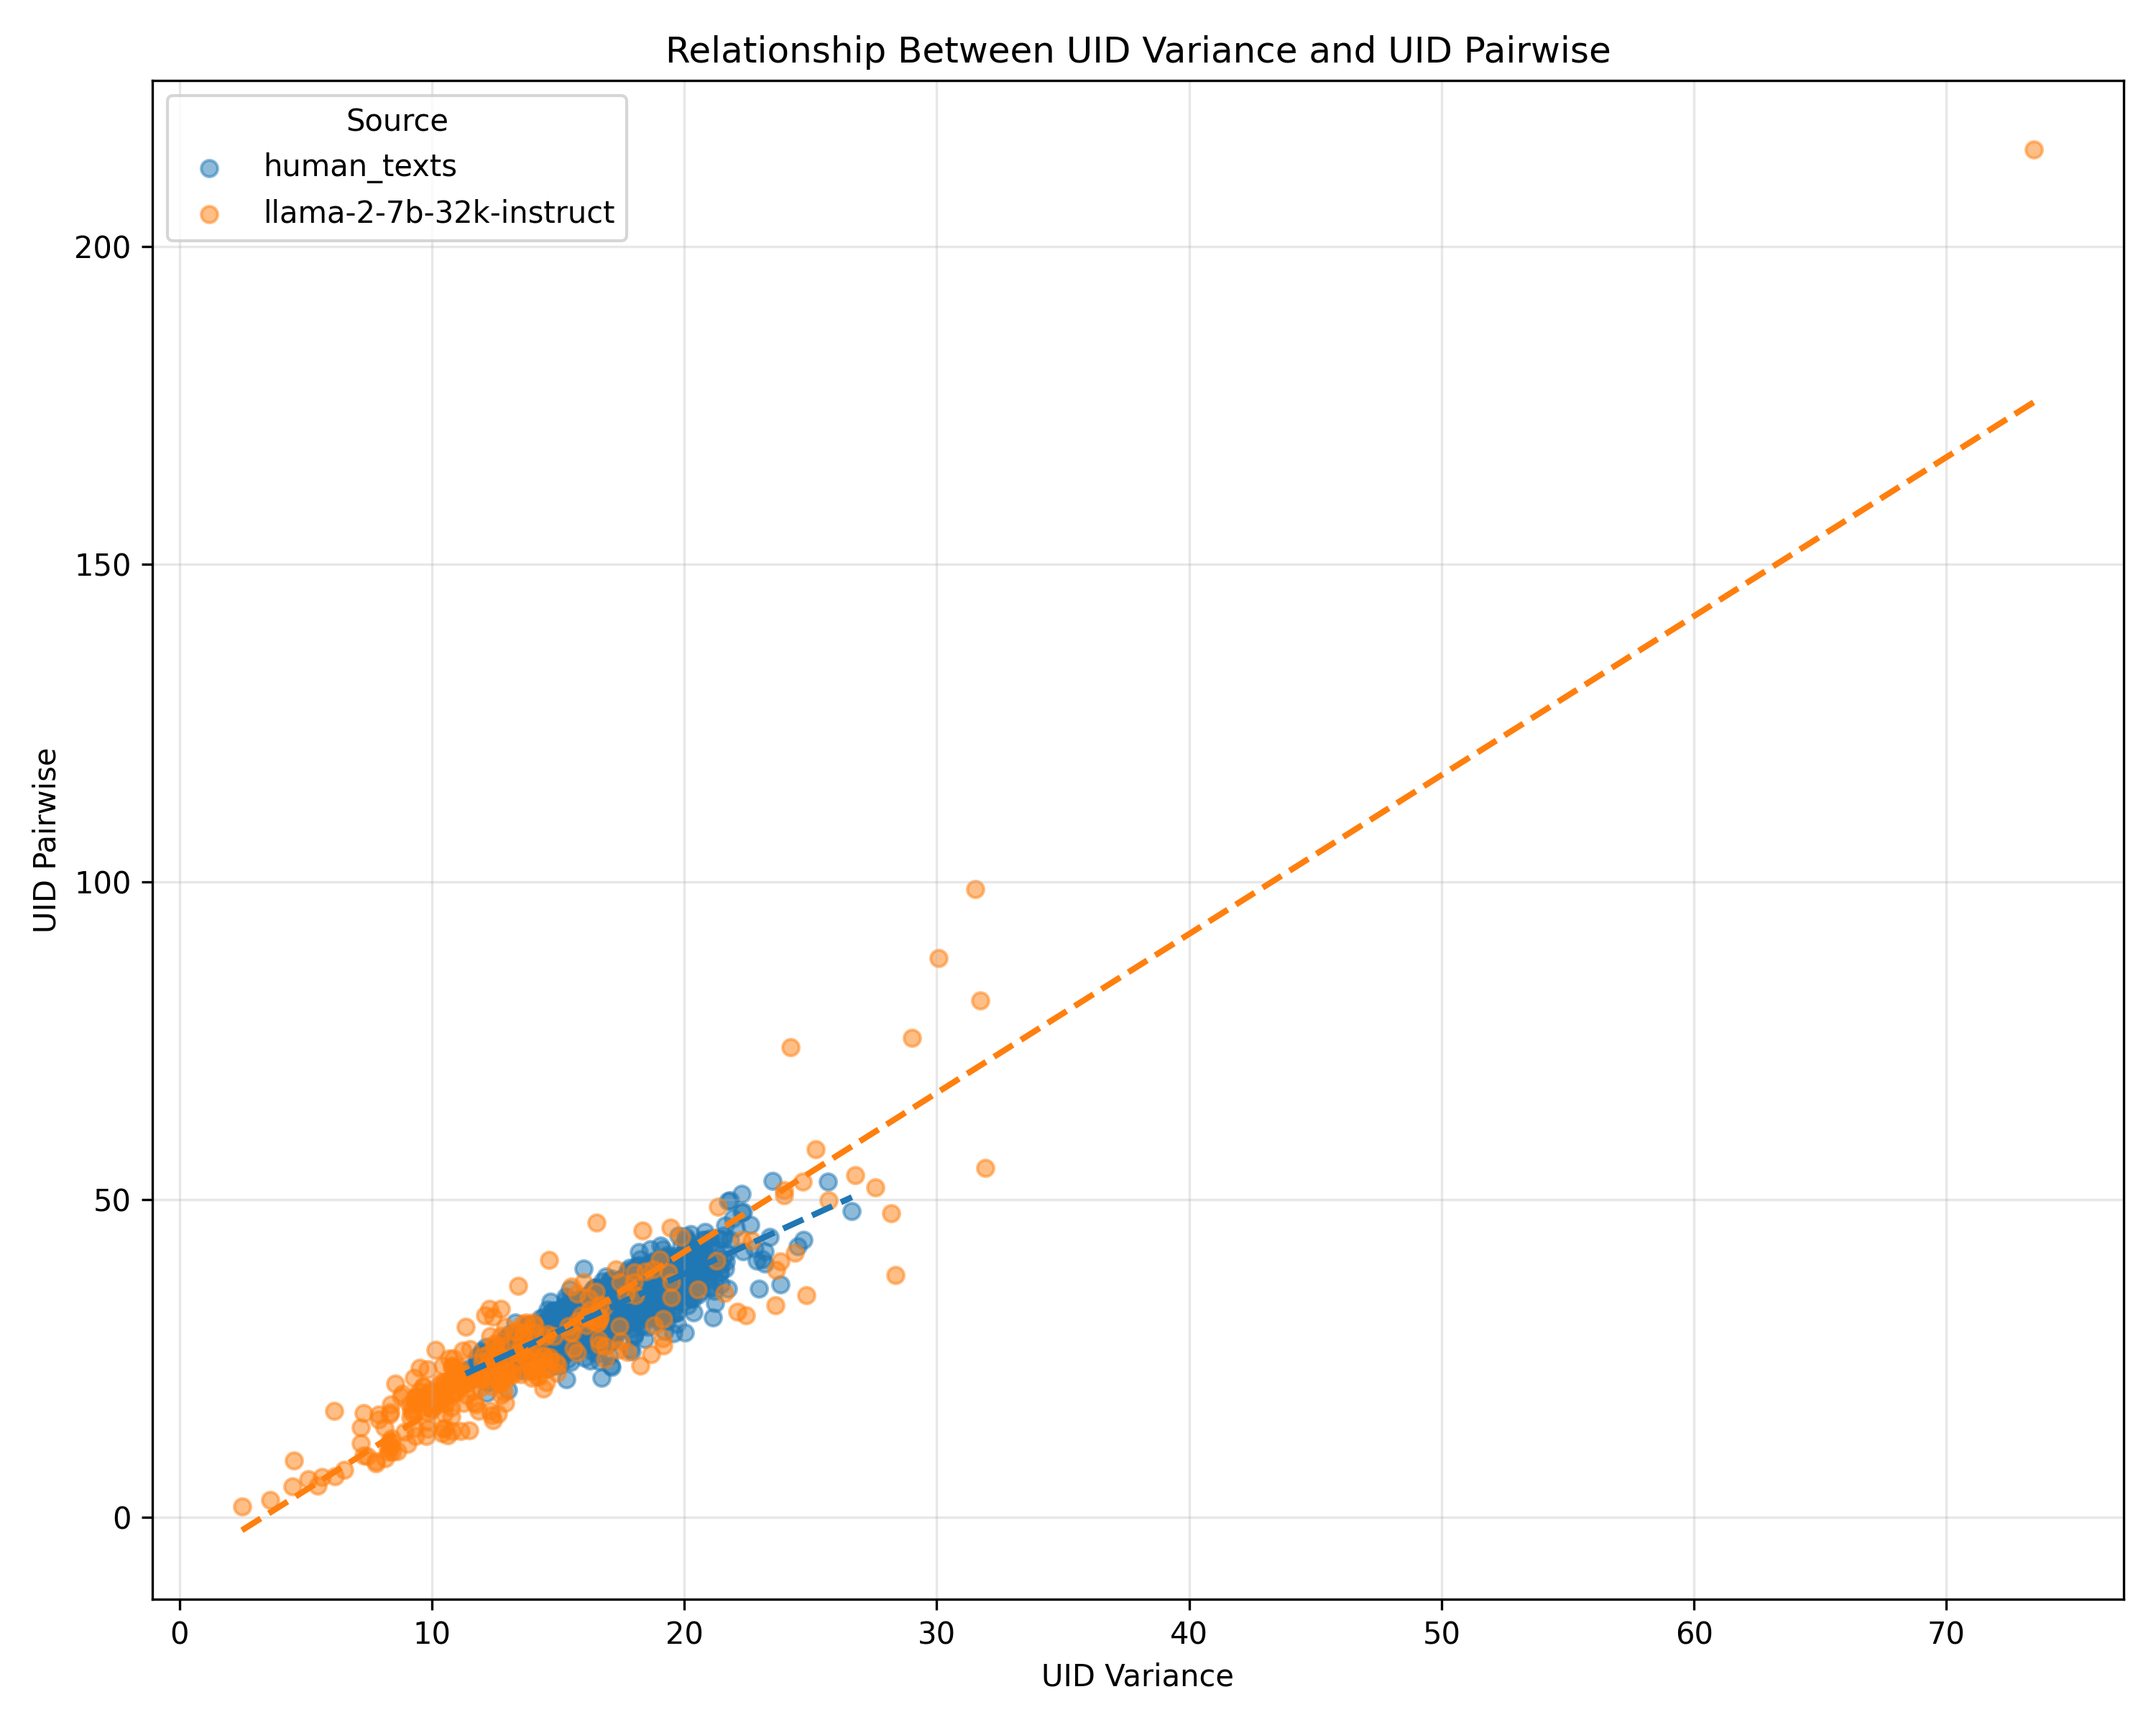 Relationship Between UID Variance and UID Pairwise
Source
human_texts
llama-2-7b-32k-instruct
200
150
100
50
0
UID Pairwise
0 10 20 30 40 50 60 70
UID Variance